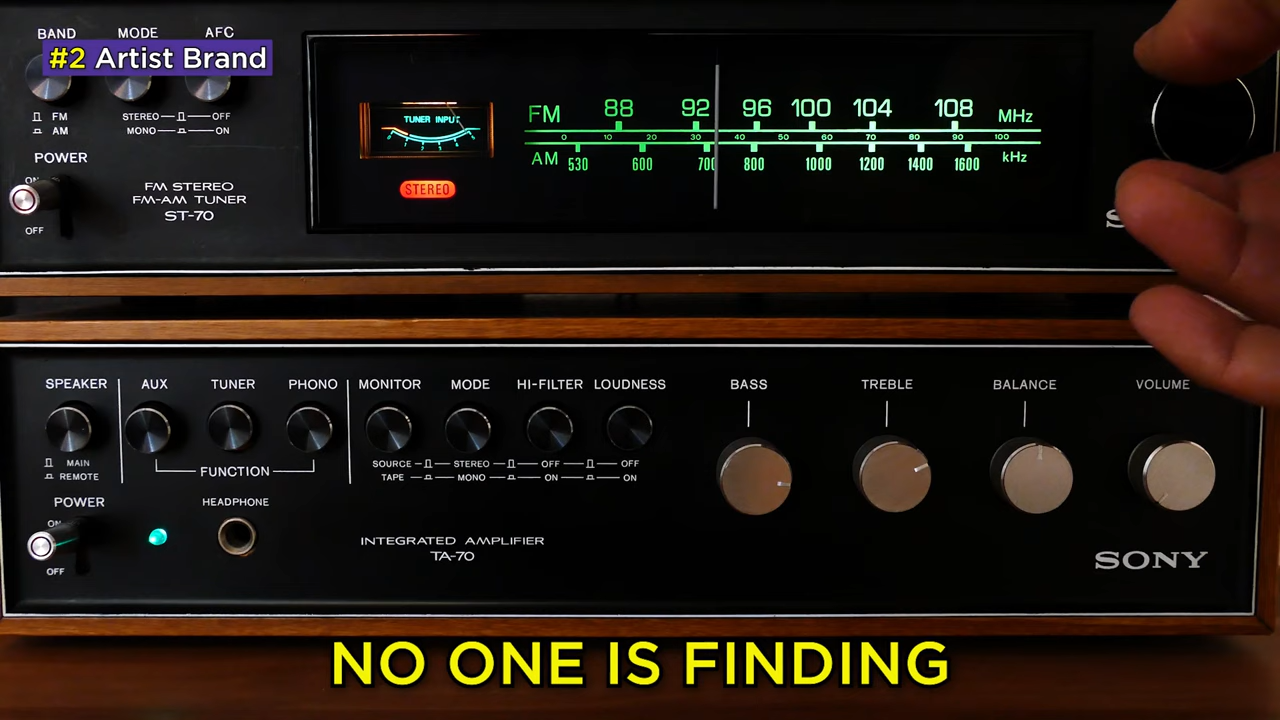 BAND MODE AFC
#2 Artist Brand
FM
AM
STEREO OFF
MONO ON
POWER
ON
OFF
FM STEREO
FM-AM TUNER
ST-70
TUNER INPUT
STEREO
FM 88 92 96 100 104 108 MHz
0 10 20 30 40 50 60 70 80 90 100
AM 530 600 700 800 1000 1200 1400 1600 kHz
S
SPEAKER AUX TUNER PHONO MONITOR MODE HI-FILTER LOUDNESS BASS TREBLE BALANCE VOLUME
MAIN
REMOTE
FUNCTION
SOURCE STEREO OFF OFF
TAPE MONO ON ON
POWER
ON
OFF
HEADPHONE
INTEGRATED AMPLIFIER
TA-70
SONY
NO ONE IS FINDING